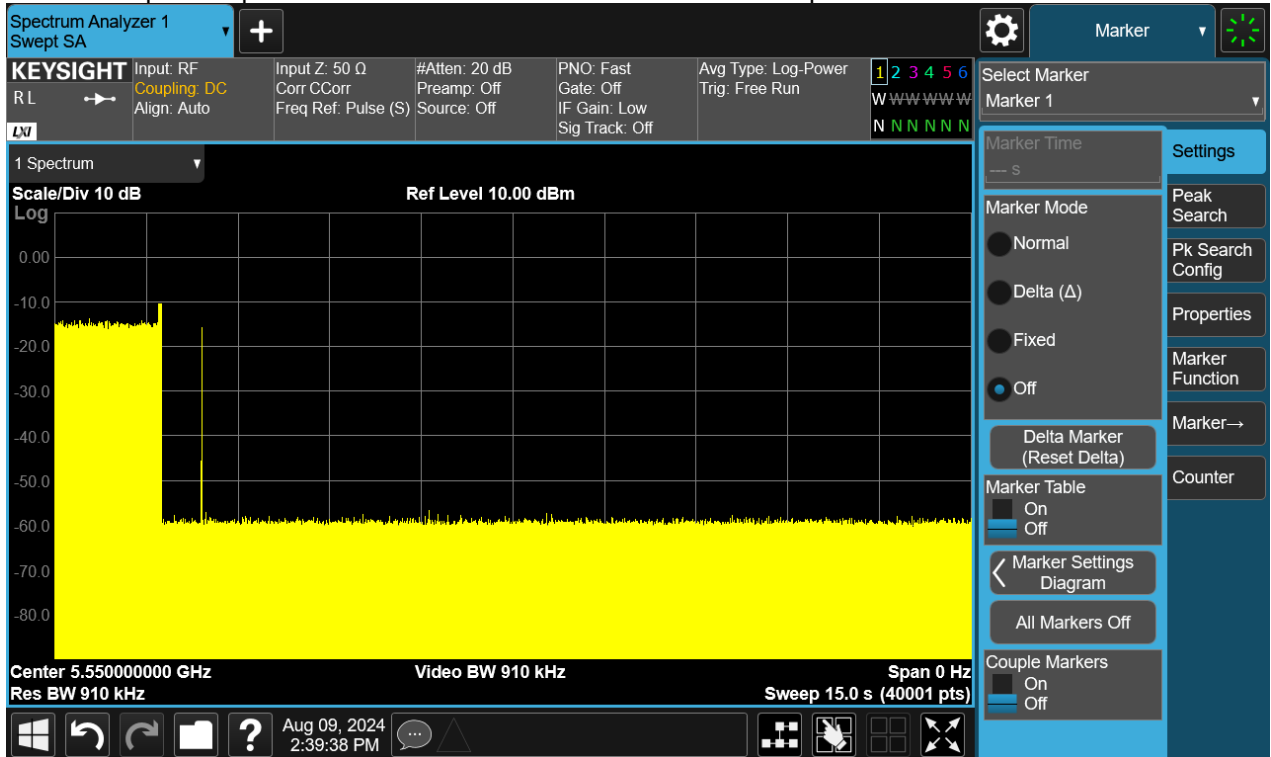 Spectrum Analyzer 1
Swept SA
+
Marker
KEYSIGHT
R L
LXI
Input: RF
Coupling: DC
Align: Auto
Input Z: 50 Ω
Corr CCorr
Freq Ref: Pulse (S)
#Atten: 20 dB
Preamp: Off
Source: Off
PNO: Fast
Gate: Off
IF Gain: Low
Sig Track: Off
Avg Type: Log-Power
Trig: Free Run
1 2 3 4 5 6
W W W W W W
N N N N N N
1 Spectrum
Scale/Div 10 dB
Ref Level 10.00 dBm
Log
0.00
-10.0
-20.0
-30.0
-40.0
-50.0
-60.0
-70.0
-80.0
Center 5.550000000 GHz
Video BW 910 kHz
Span 0 Hz
Res BW 910 kHz
Sweep 15.0 s (40001 pts)
?
Aug 09, 2024
2:39:38 PM
Select Marker
Marker 1
Marker Time
--- s
Marker Mode
Normal
Delta (Δ)
Fixed
Off
Delta Marker
(Reset Delta)
Marker Table
On
Off
Marker Settings
Diagram
All Markers Off
Couple Markers
On
Off
Settings
Peak
Search
Pk Search
Config
Properties
Marker
Function
Marker→
Counter